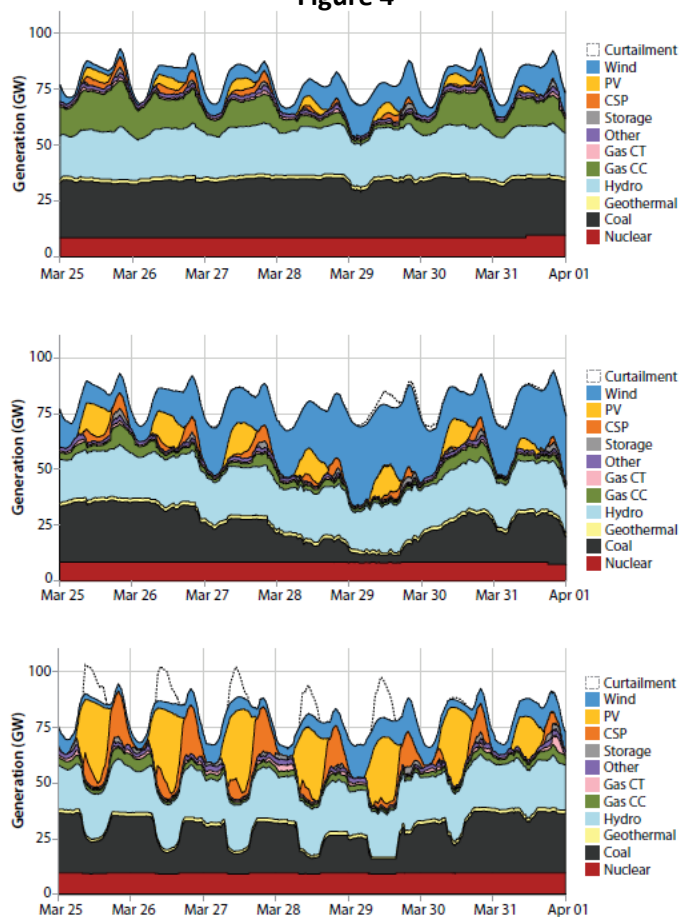 Figure 4
100
75
50
25
0
Generation (GW)
Mar 25 Mar 26 Mar 27 Mar 28 Mar 29 Mar 30 Mar 31 Apr 01
Curtailment
Wind
PV
CSP
Storage
Other
Gas CT
Gas CC
Hydro
Geothermal
Coal
Nuclear
100
75
50
25
0
Generation (GW)
Mar 25 Mar 26 Mar 27 Mar 28 Mar 29 Mar 30 Mar 31 Apr 01
Curtailment
Wind
PV
CSP
Storage
Other
Gas CT
Gas CC
Hydro
Geothermal
Coal
Nuclear
100
75
50
25
0
Generation (GW)
Mar 25 Mar 26 Mar 27 Mar 28 Mar 29 Mar 30 Mar 31 Apr 01
Curtailment
Wind
PV
CSP
Storage
Other
Gas CT
Gas CC
Hydro
Geothermal
Coal
Nuclear